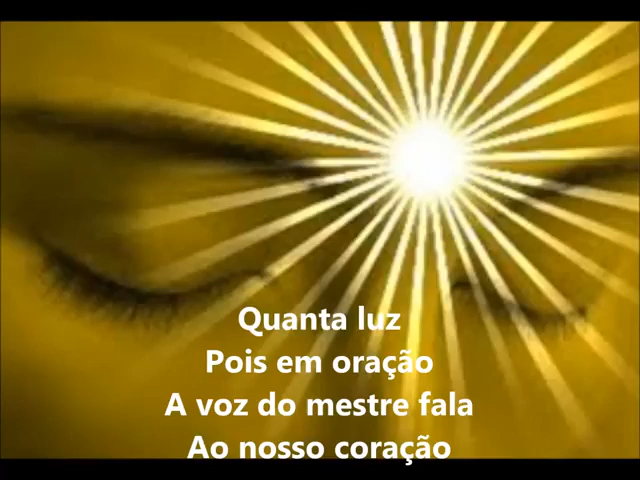 Quanta luz
Pois em oração
A voz do mestre fala
Ao nosso coração